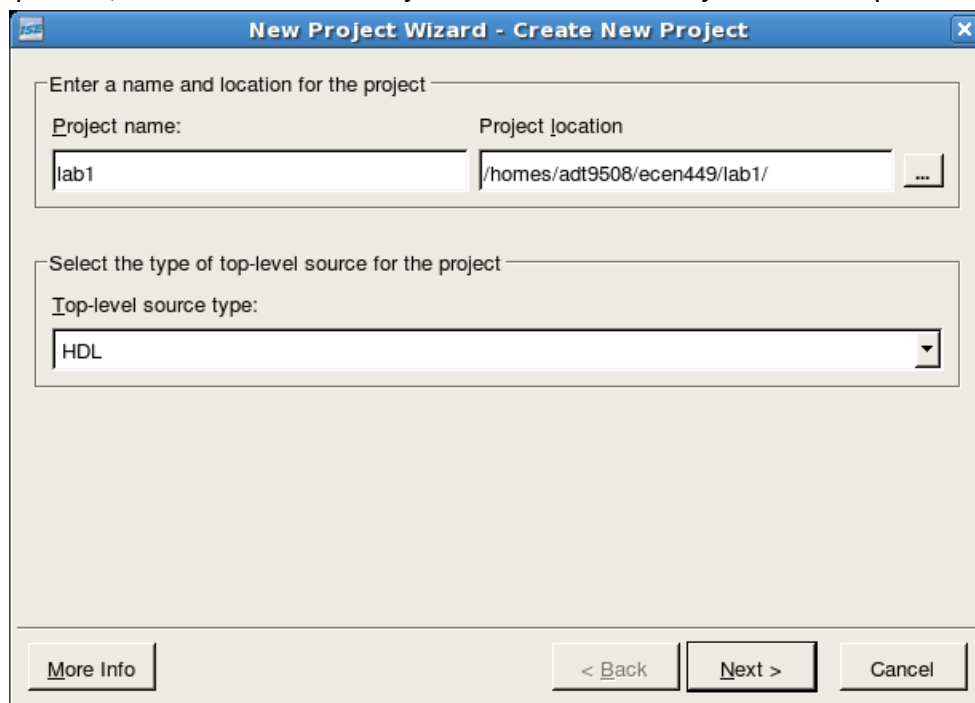 ISE New Project Wizard - Create New Project
Enter a name and location for the project
Project name: Project location
lab1 /homes/adt9508/ecen449/lab1/ ...
Select the type of top-level source for the project
Top-level source type:
HDL
More Info < Back Next > Cancel